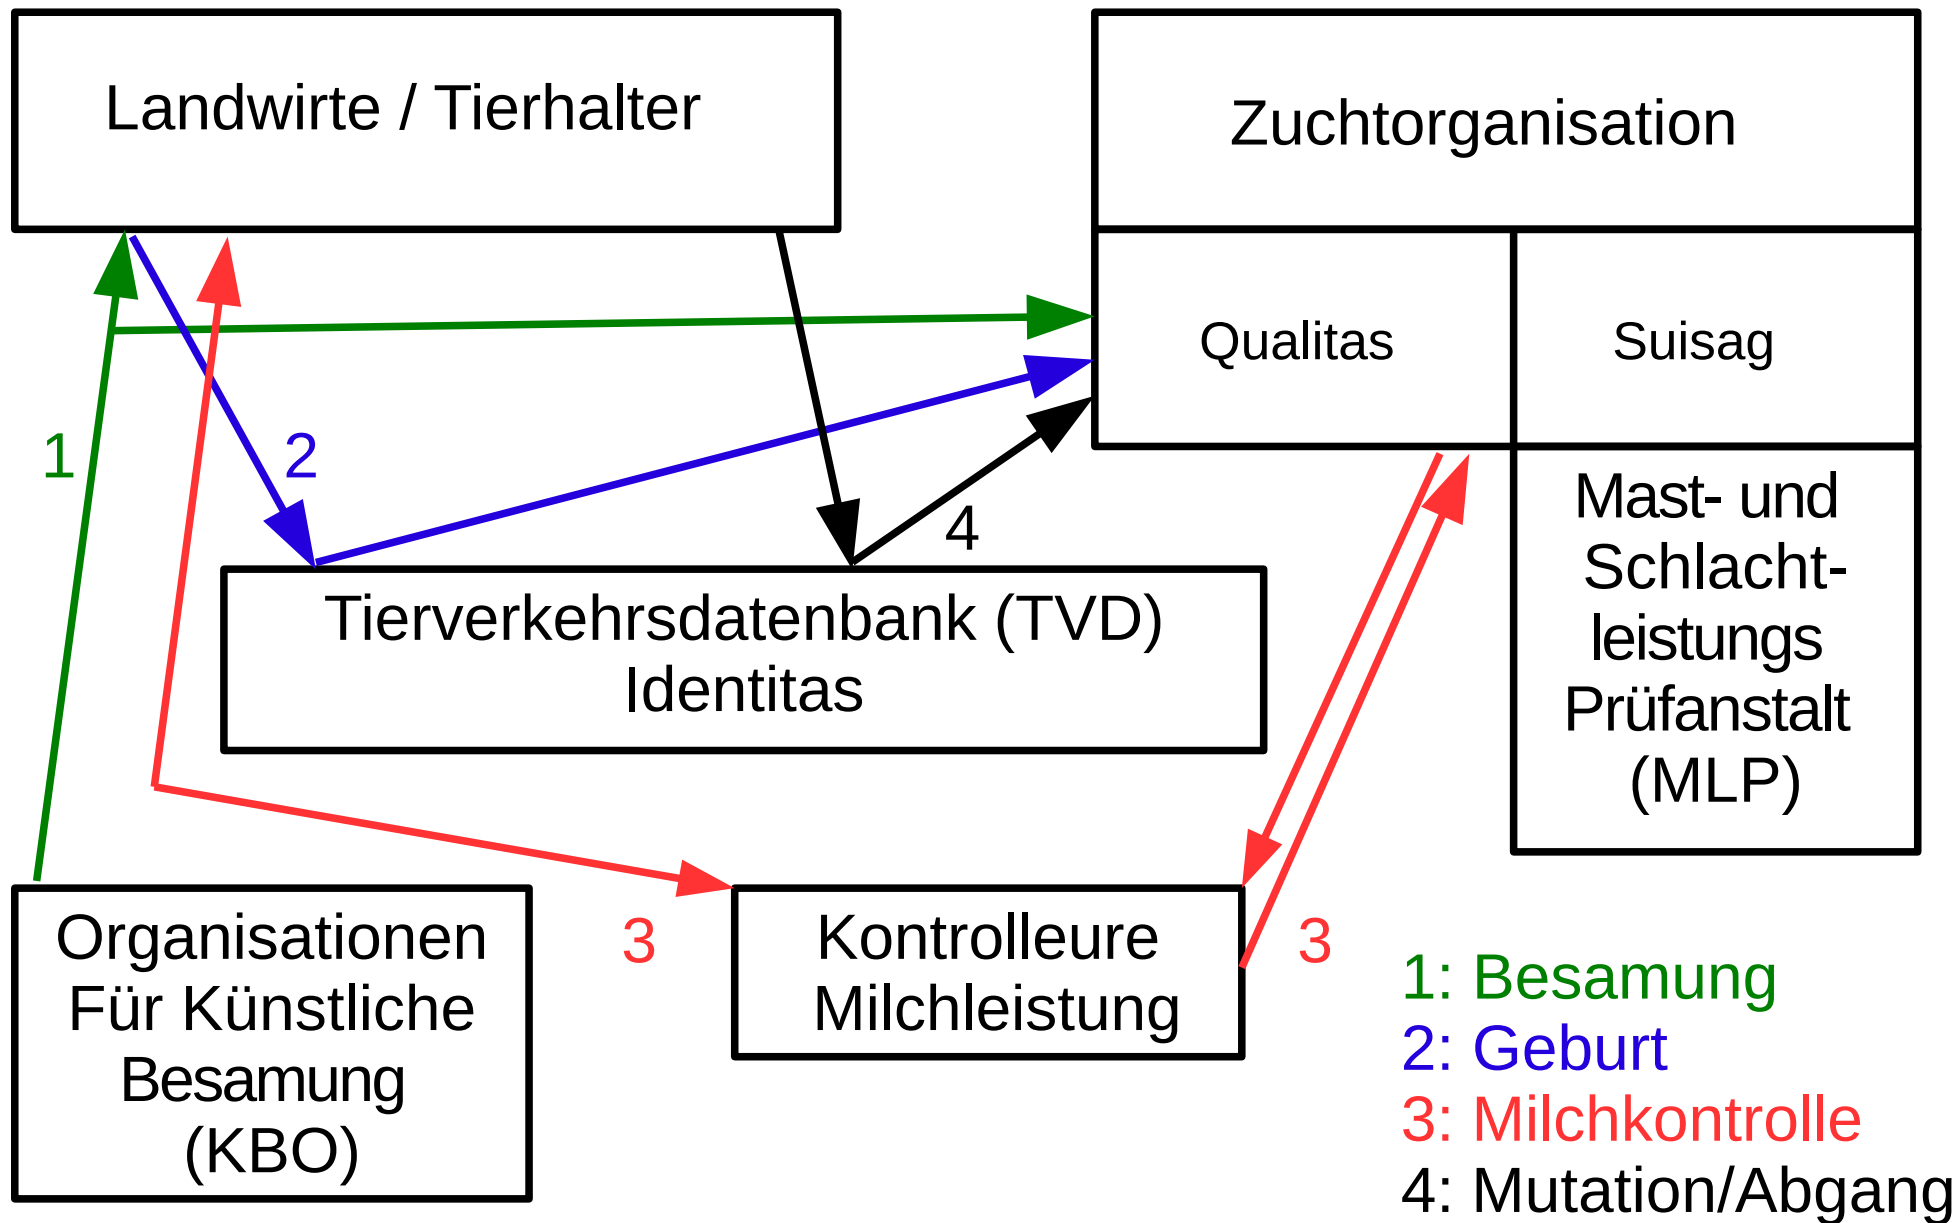 Landwirte / Tierhalter
Zuchtorganisation
Qualitas
Suisag
1
2
4
Mast- und
Schlacht-
leistungs
Prüfanstalt
(MLP)
Tierverkehrsdatenbank (TVD)
Identitas
Organisationen
Für Künstliche
Besamung
(KBO)
3
Kontrolleure
Milchleistung
3
1: Besamung
2: Geburt
3: Milchkontrolle
4: Mutation/Abgang